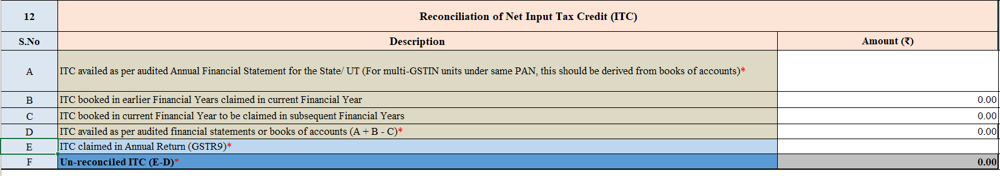 12 Reconciliation of Net Input Tax Credit (ITC)
S.No Description Amount (₹)
A ITC availed as per audited Annual Financial Statement for the State/ UT (For multi-GSTIN units under same PAN, this should be derived from books of accounts)*
B ITC booked in earlier Financial Years claimed in current Financial Year 0.00
C ITC booked in current Financial Year to be claimed in subsequent Financial Years 0.00
D ITC availed as per audited financial statements or books of accounts (A + B - C)* 0.00
E ITC claimed in Annual Return (GSTR9)*
F Un-reconciled ITC (E-D)* 0.00